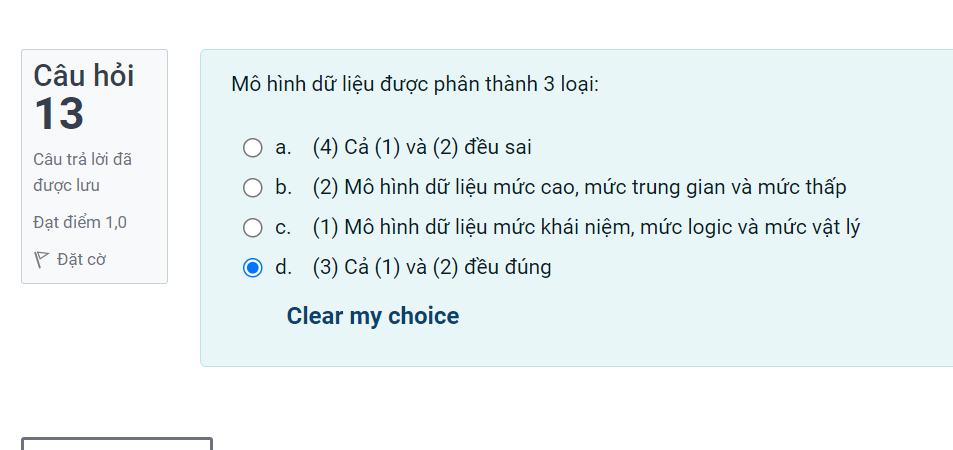 Câu hỏi
13
Câu trả lời đã
được lưu
Đạt điểm 1,0
Đặt cờ
Mô hình dữ liệu được phân thành 3 loại:
a. (4) Cả (1) và (2) đều sai
b. (2) Mô hình dữ liệu mức cao, mức trung gian và mức thấp
c. (1) Mô hình dữ liệu mức khái niệm, mức logic và mức vật lý
d. (3) Cả (1) và (2) đều đúng
Clear my choice